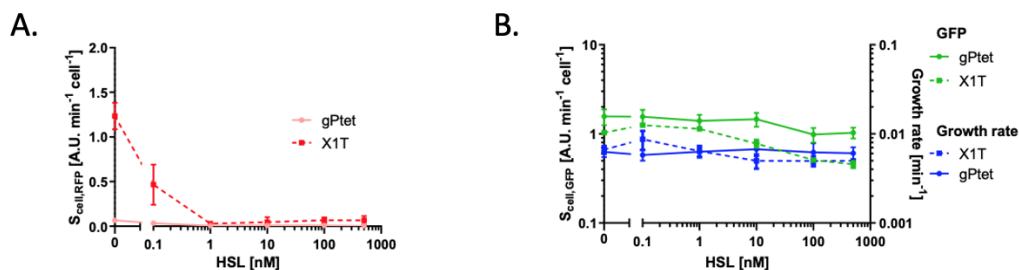 A.
S cell,RFP [A.U. min⁻¹ cell⁻¹]
2.0
1.5
1.0
0.5
0.0
0 0.1 1 10 100 1000
HSL [nM]
gPtet
X1T
B.
S cell,GFP [A.U. min⁻¹ cell⁻¹]
10
1
0.1
0 0.1 1 10 100 1000
HSL [nM]
0.1
0.01
0.001
Growth rate [min⁻¹]
GFP
gPtet
X1T
Growth rate
X1T
gPtet